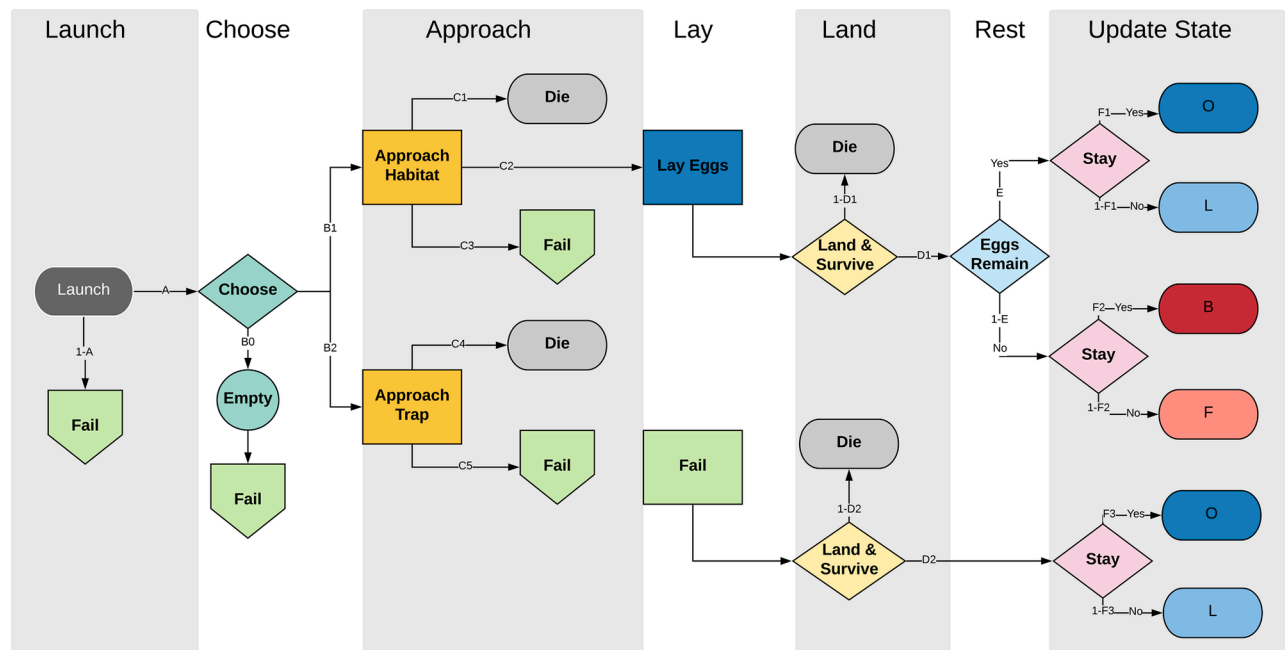 Launch
Choose
Approach
Lay
Land
Rest
Update State
Launch
A
1-A
Fail
Choose
B0
Empty
Fail
B1
B2
Approach
Habitat
C1
Die
C2
C3
Fail
Approach
Trap
C4
Die
C5
Fail
Lay Eggs
Fail
Die
1-D1
Land &
Survive
D1
Die
1-D2
Land &
Survive
D2
Yes
E
Eggs
Remain
1-E
No
Stay
F1
Yes
O
1-F1
No
L
Stay
F2
Yes
B
1-F2
No
F
Stay
F3
Yes
O
1-F3
No
L